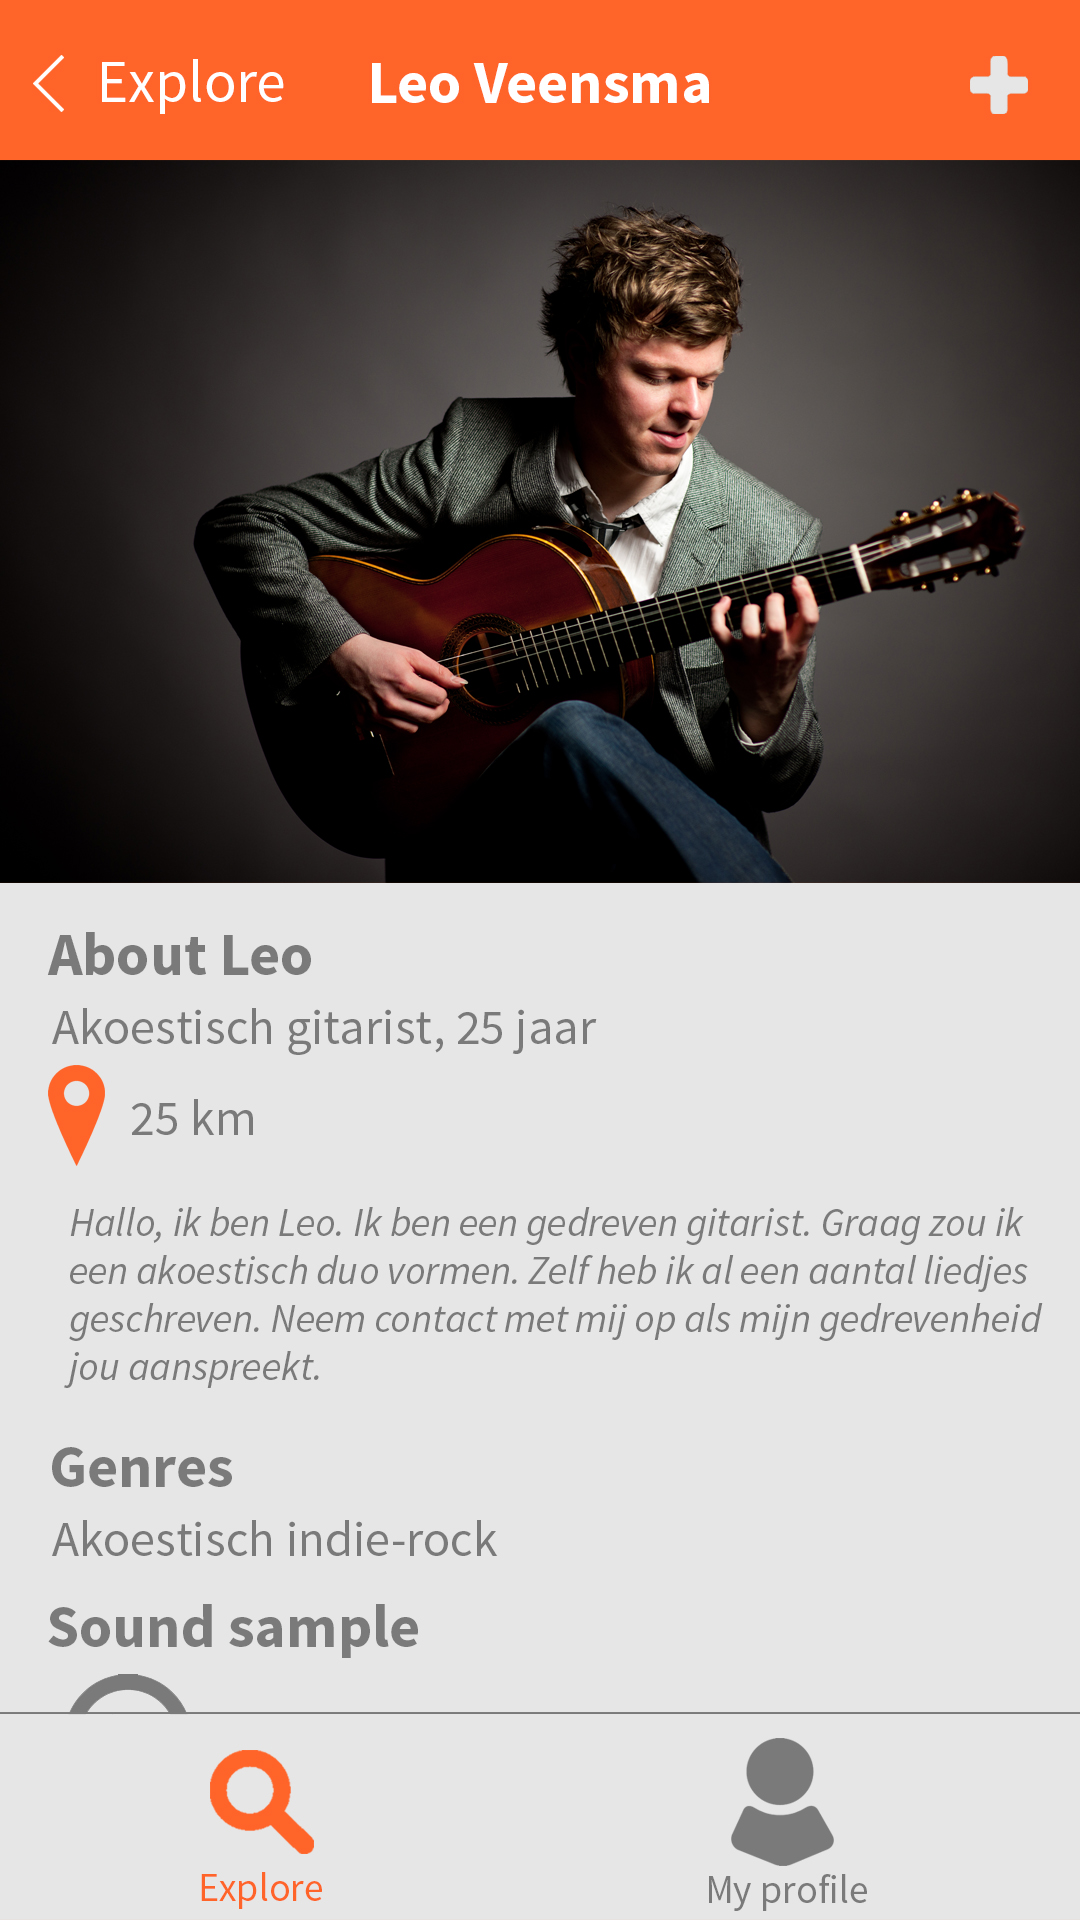 Explore
Leo Veensma
About Leo
Akoestisch gitarist, 25 jaar
25 km
Hallo, ik ben Leo. Ik ben een gedreven gitarist. Graag zou ik
een akoestisch duo vormen. Zelf heb ik al een aantal liedjes
geschreven. Neem contact met mij op als mijn gedrevenheid
jou aanspreekt.
Genres
Akoestisch indie-rock
Sound sample
Explore
My profile